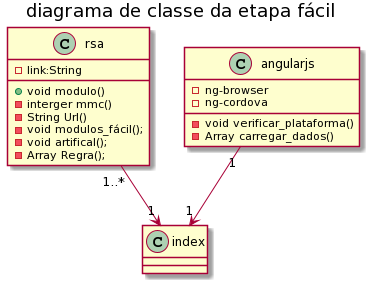 diagrama de classe da etapa fácil
C rsa
link:String
void modulo()
interger mmc()
String Url()
void modulos_fácil();
void artifical();
Array Regra();
C angularjs
ng-browser
ng-cordova
void verificar_plataforma()
Array carregar_dados()
1
1..*
1
1
C index